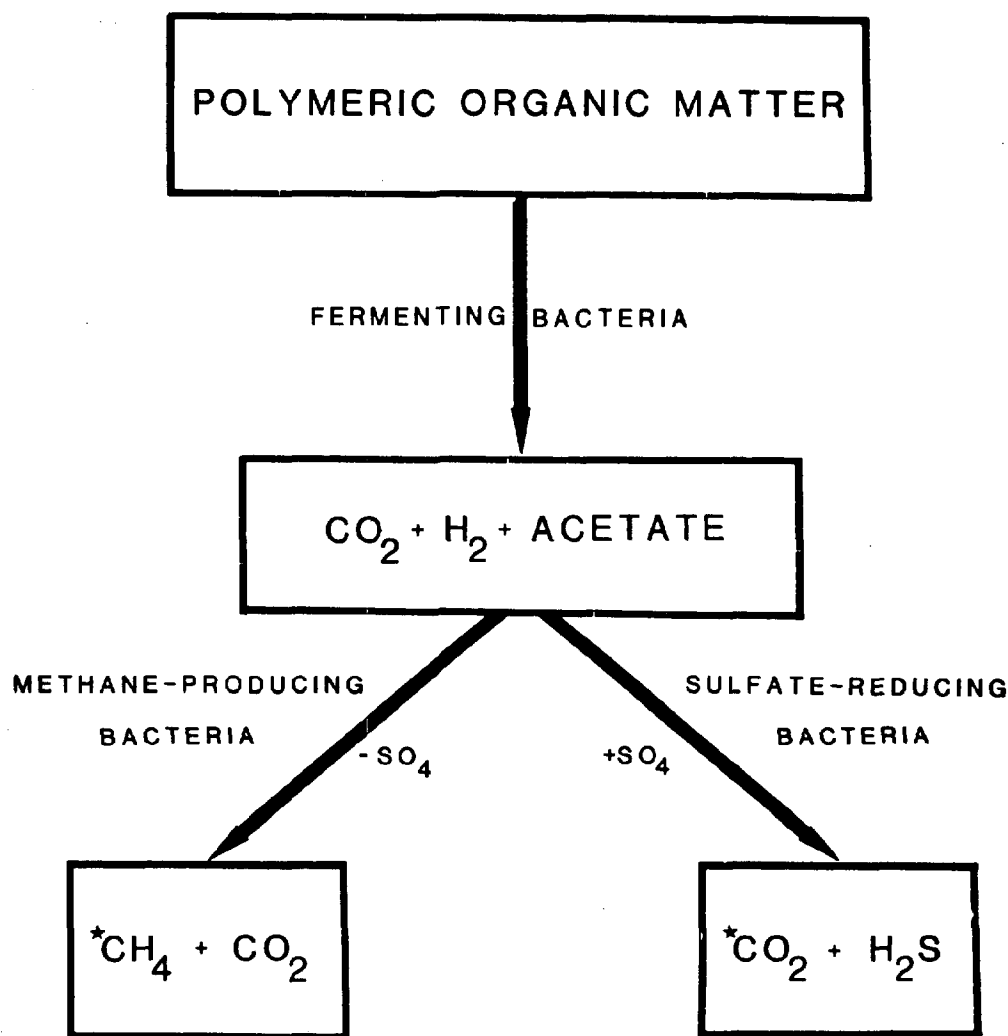 POLYMERIC ORGANIC MATTER
FERMENTING BACTERIA
CO₂ + H₂ + ACETATE
METHANE-PRODUCING
BACTERIA
-SO₄
SULFATE-REDUCING
BACTERIA
+SO₄
*CH₄ + CO₂
*CO₂ + H₂S